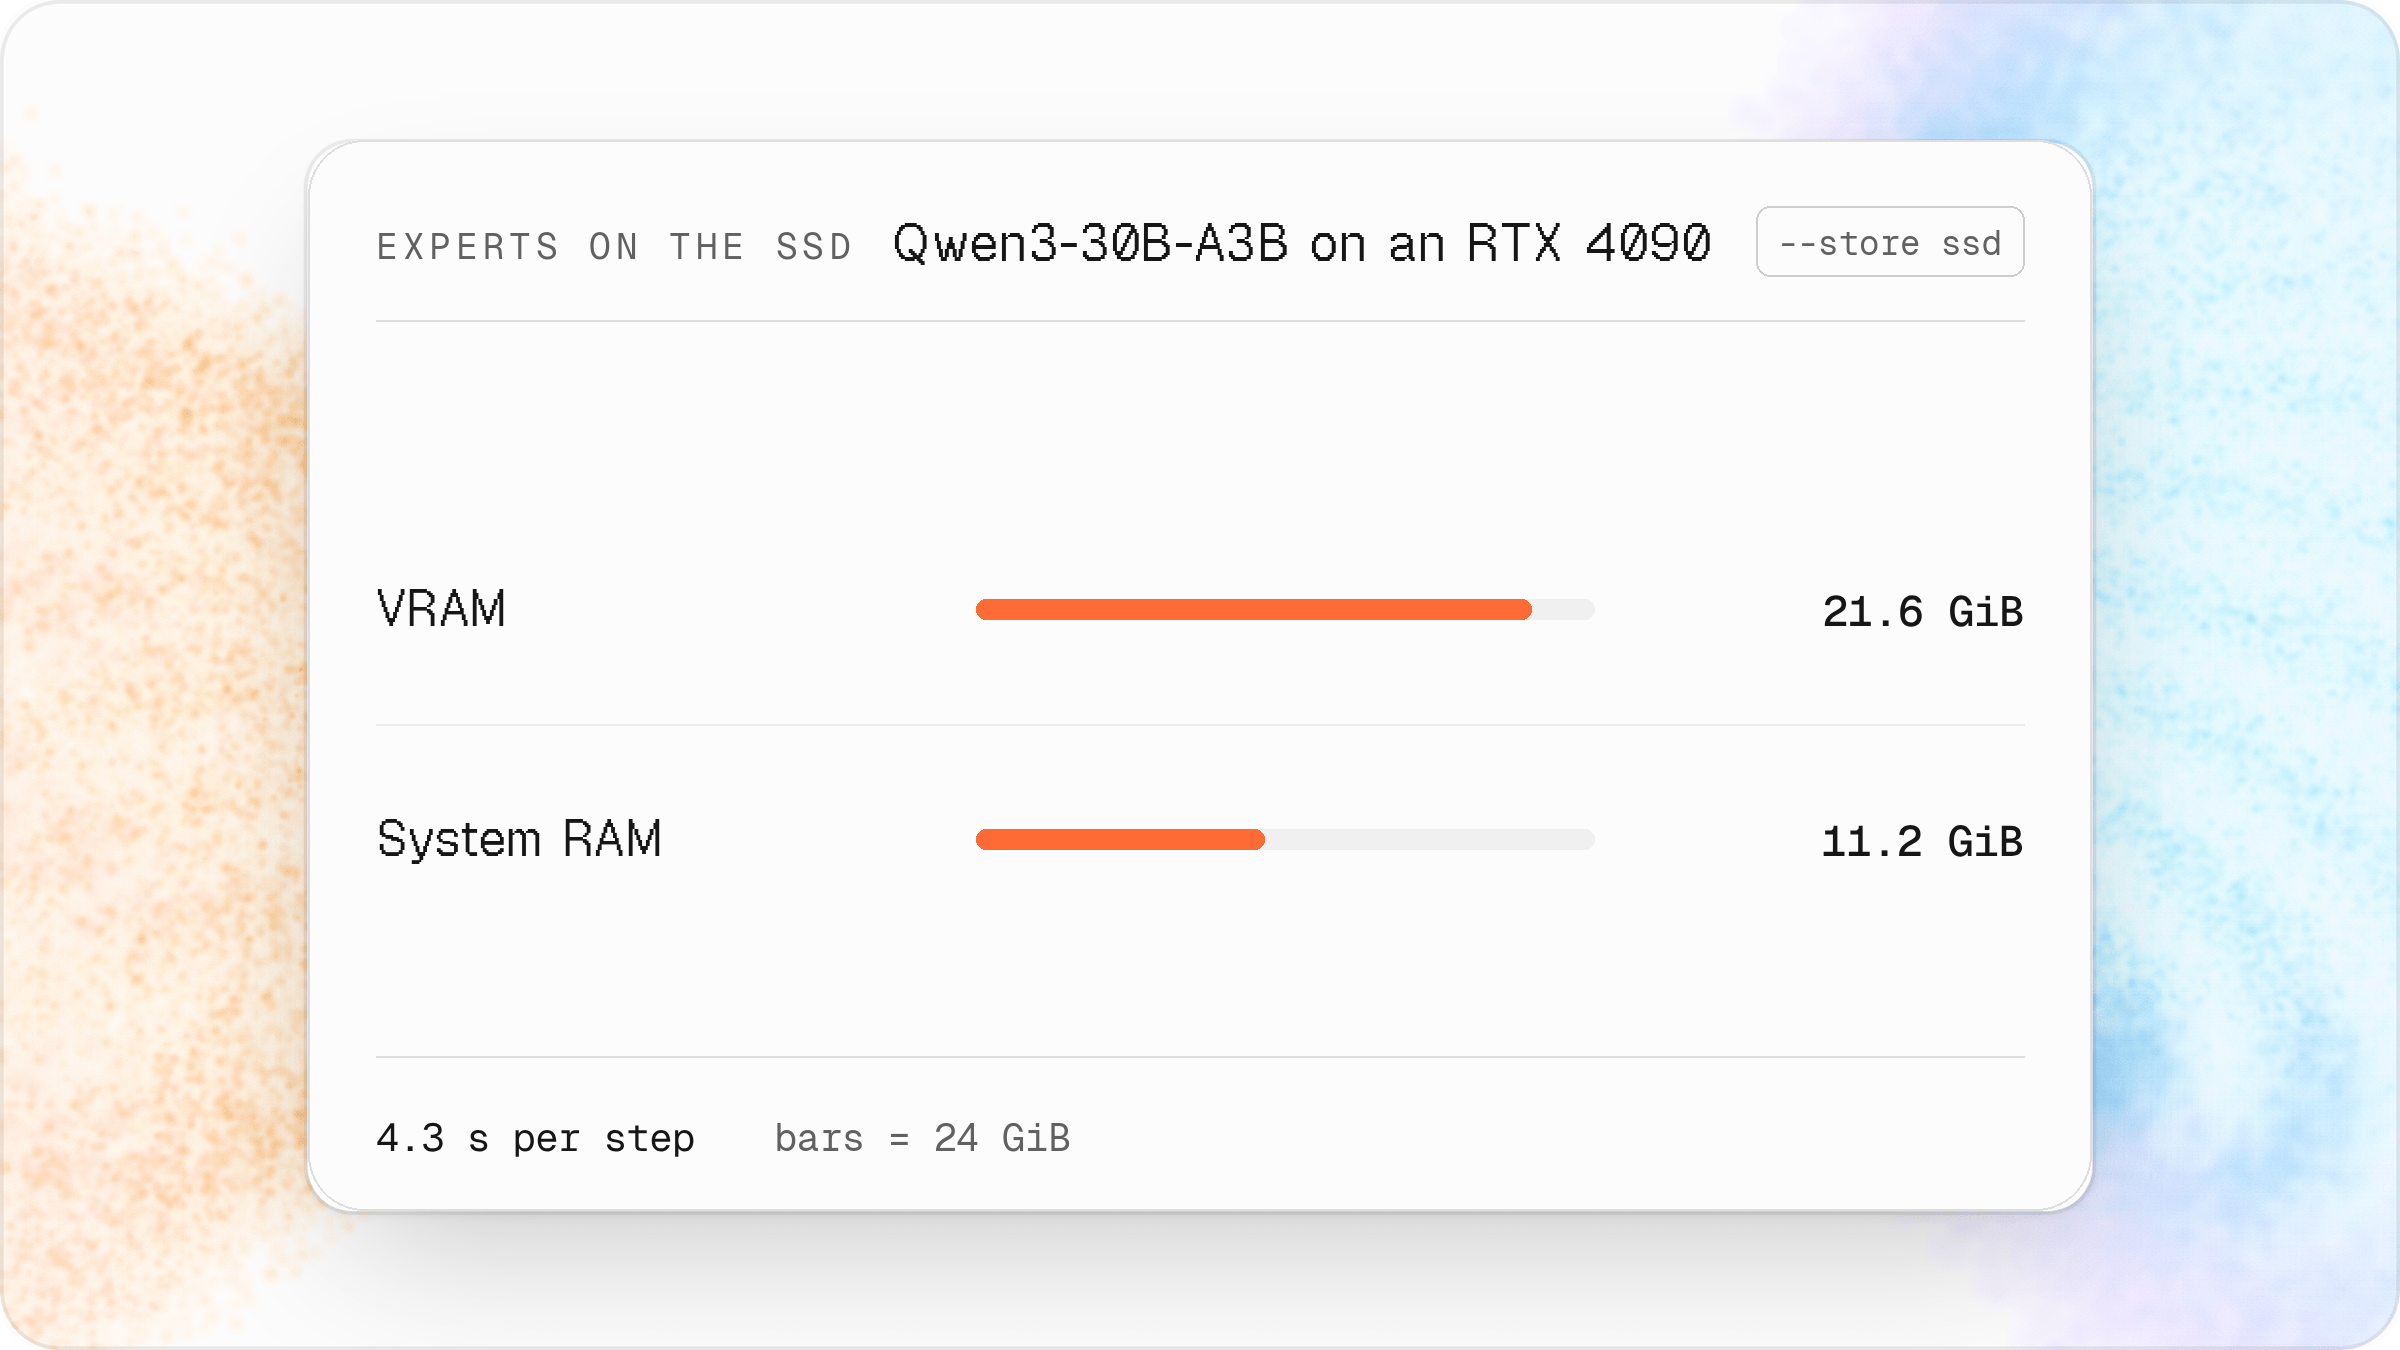 EXPERTS ON THE SSD Qwen3-30B-A3B on an RTX 4090 --store ssd
VRAM 21.6 GiB
System RAM 11.2 GiB
4.3 s per step bars = 24 GiB